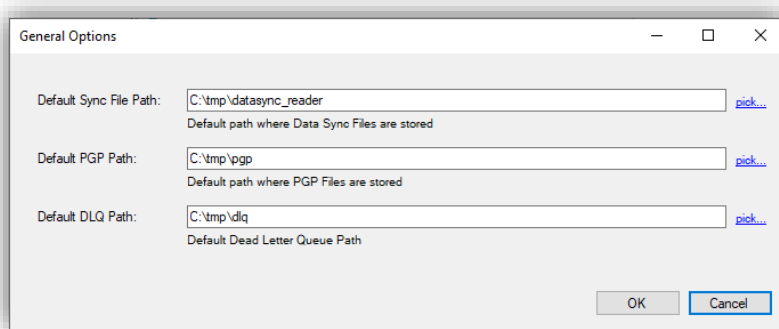 General Options
Default Sync File Path: C:\tmp\datasync_reader pick...
Default path where Data Sync Files are stored
Default PGP Path: C:\tmp\pgp pick...
Default path where PGP Files are stored
Default DLQ Path: C:\tmp\dlq pick...
Default Dead Letter Queue Path
OK Cancel